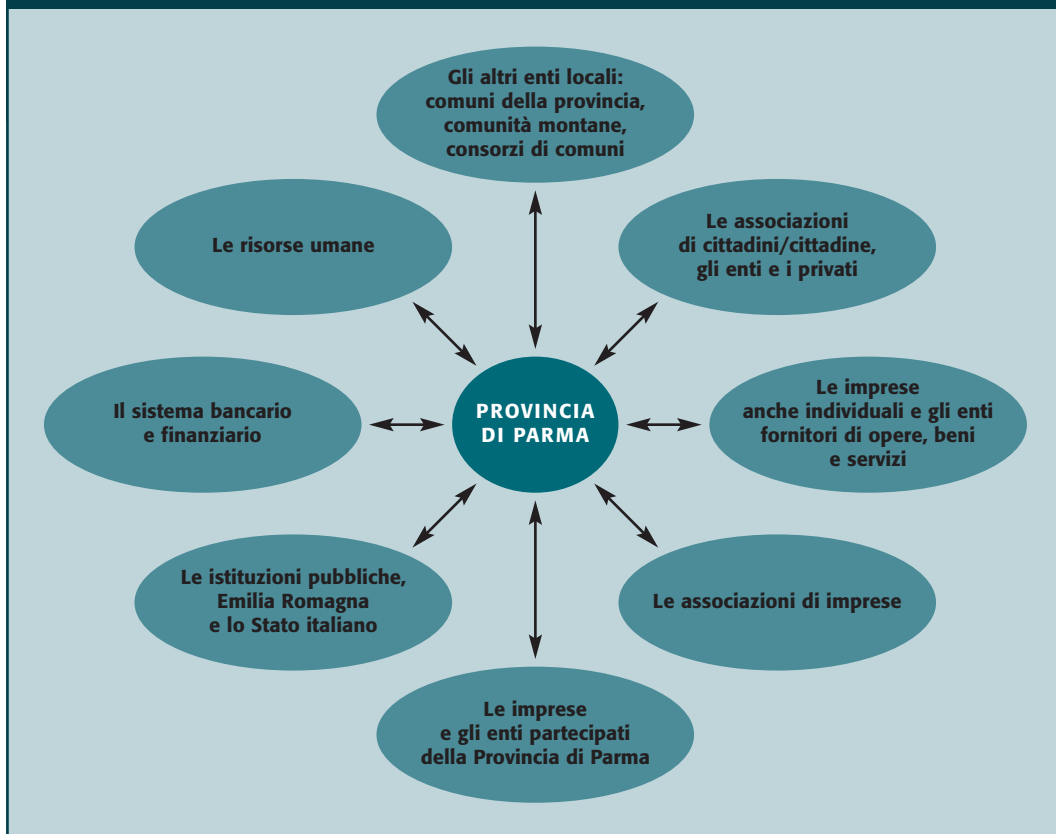 Gli altri enti locali:
comuni della provincia,
comunità montane,
consorzi di comuni
Le risorse umane
Le associazioni
di cittadini/cittadine,
gli enti e i privati
Il sistema bancario
e finanziario
PROVINCIA
DI PARMA
Le imprese
anche individuali e gli enti
fornitori di opere, beni
e servizi
Le istituzioni pubbliche,
Emilia Romagna
e lo Stato italiano
Le associazioni di imprese
Le imprese
e gli enti partecipati
della Provincia di Parma